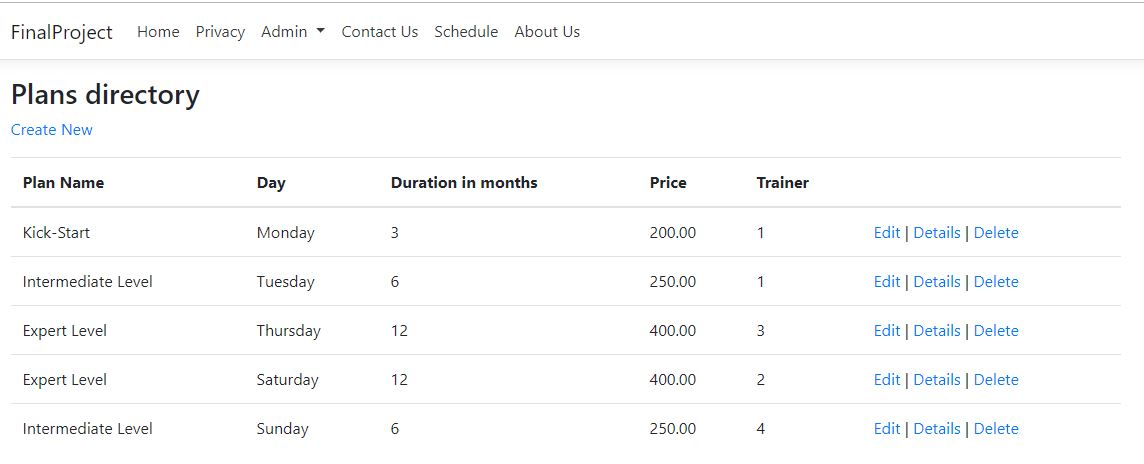 FinalProject Home Privacy Admin Contact Us Schedule About Us
Plans directory
Create New
Plan Name Day Duration in months Price Trainer
Kick-Start Monday 3 200.00 1 Edit | Details | Delete
Intermediate Level Tuesday 6 250.00 1 Edit | Details | Delete
Expert Level Thursday 12 400.00 3 Edit | Details | Delete
Expert Level Saturday 12 400.00 2 Edit | Details | Delete
Intermediate Level Sunday 6 250.00 4 Edit | Details | Delete